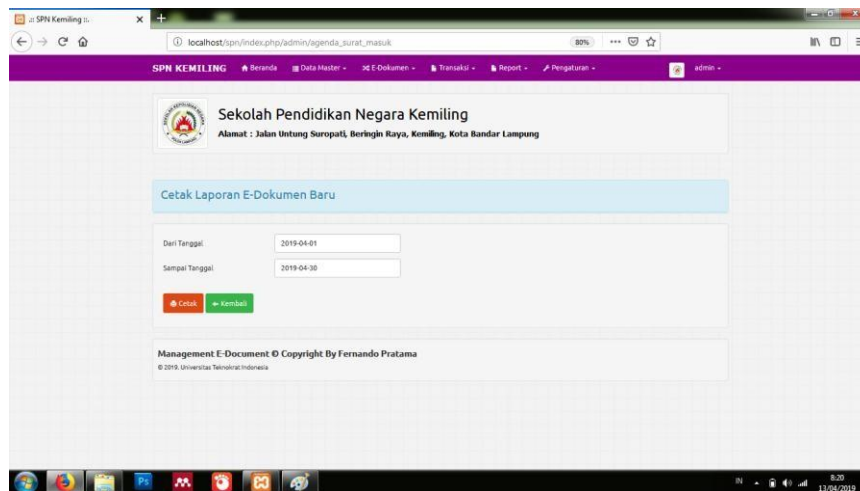 .:: SPN Kemiling ::.
localhost/spn/index.php/admin/agenda_surat_masuk
80%
SPN KEMILING Beranda Data Master E-Dokumen Transaksi Report Pengaturan admin
Sekolah Pendidikan Negara Kemiling
Alamat : Jalan Untung Suropati, Beringin Raya, Kemiling, Kota Bandar Lampung
Cetak Laporan E-Dokumen Baru
Dari Tanggal 2019-04-01
Sampai Tanggal 2019-04-30
Cetak Kembali
Management E-Document © Copyright By Fernando Pratama
© 2019, Universitas Teknokrat Indonesia
Ps
IN 8:20
13/04/2019